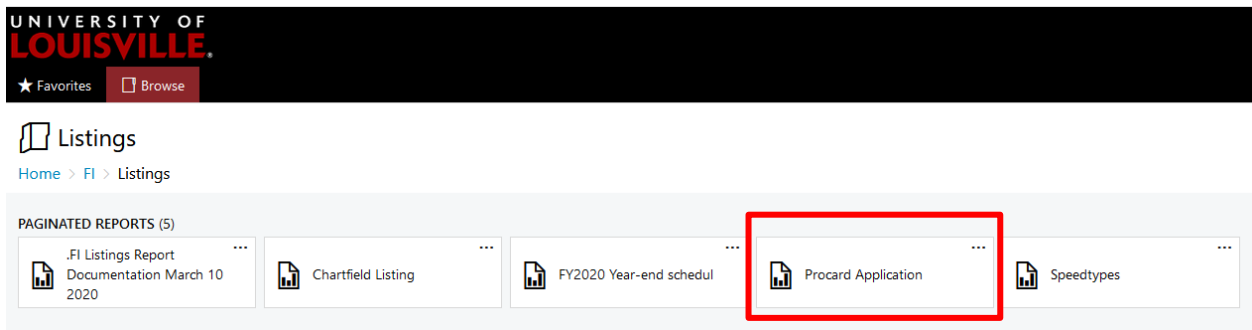 UNIVERSITY OF
LOUISVILLE®
Favorites
Browse
Listings
Home > FI > Listings
PAGINATED REPORTS (5)
.FI Listings Report
Documentation March 10
2020
...
Chartfield Listing
...
FY2020 Year-end schedul
...
Procard Application
...
Speedtypes
...